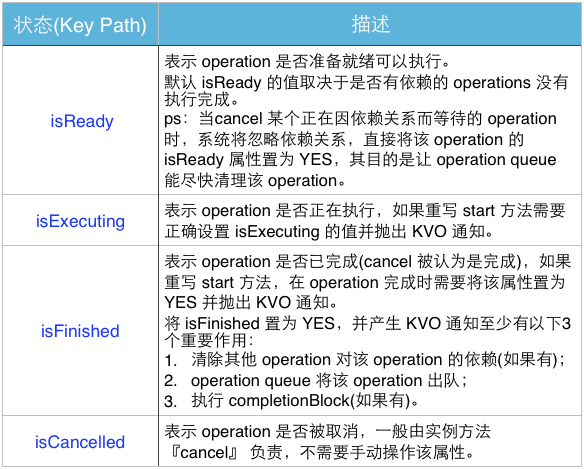 状态(Key Path)
描述
isReady
表示 operation 是否准备就绪可以执行。
默认 isReady 的值取决于是否有依赖的 operations 没有
执行完成。
ps：当cancel 某个正在因依赖关系而等待的 operation
时，系统将忽略依赖关系，直接将该 operation 的
isReady 属性置为 YES，其目的是让 operation queue
能尽快清理该 operation。
isExecuting
表示 operation 是否正在执行，如果重写 start 方法需要
正确设置 isExecuting 的值并抛出 KVO 通知。
isFinished
表示 operation 是否已完成(cancel 被认为是完成)，如果
重写 start 方法，在 operation 完成时需要将该属性置为
YES 并抛出 KVO 通知。
将 isFinished 置为 YES，并产生 KVO 通知至少有以下3
个重要作用：
1. 清除其他 operation 对该 operation 的依赖(如果有)；
2. operation queue 将该 operation 出队；
3. 执行 completionBlock(如果有)。
isCancelled
表示 operation 是否被取消，一般由实例方法
『cancel』 负责，不需要手动操作该属性。